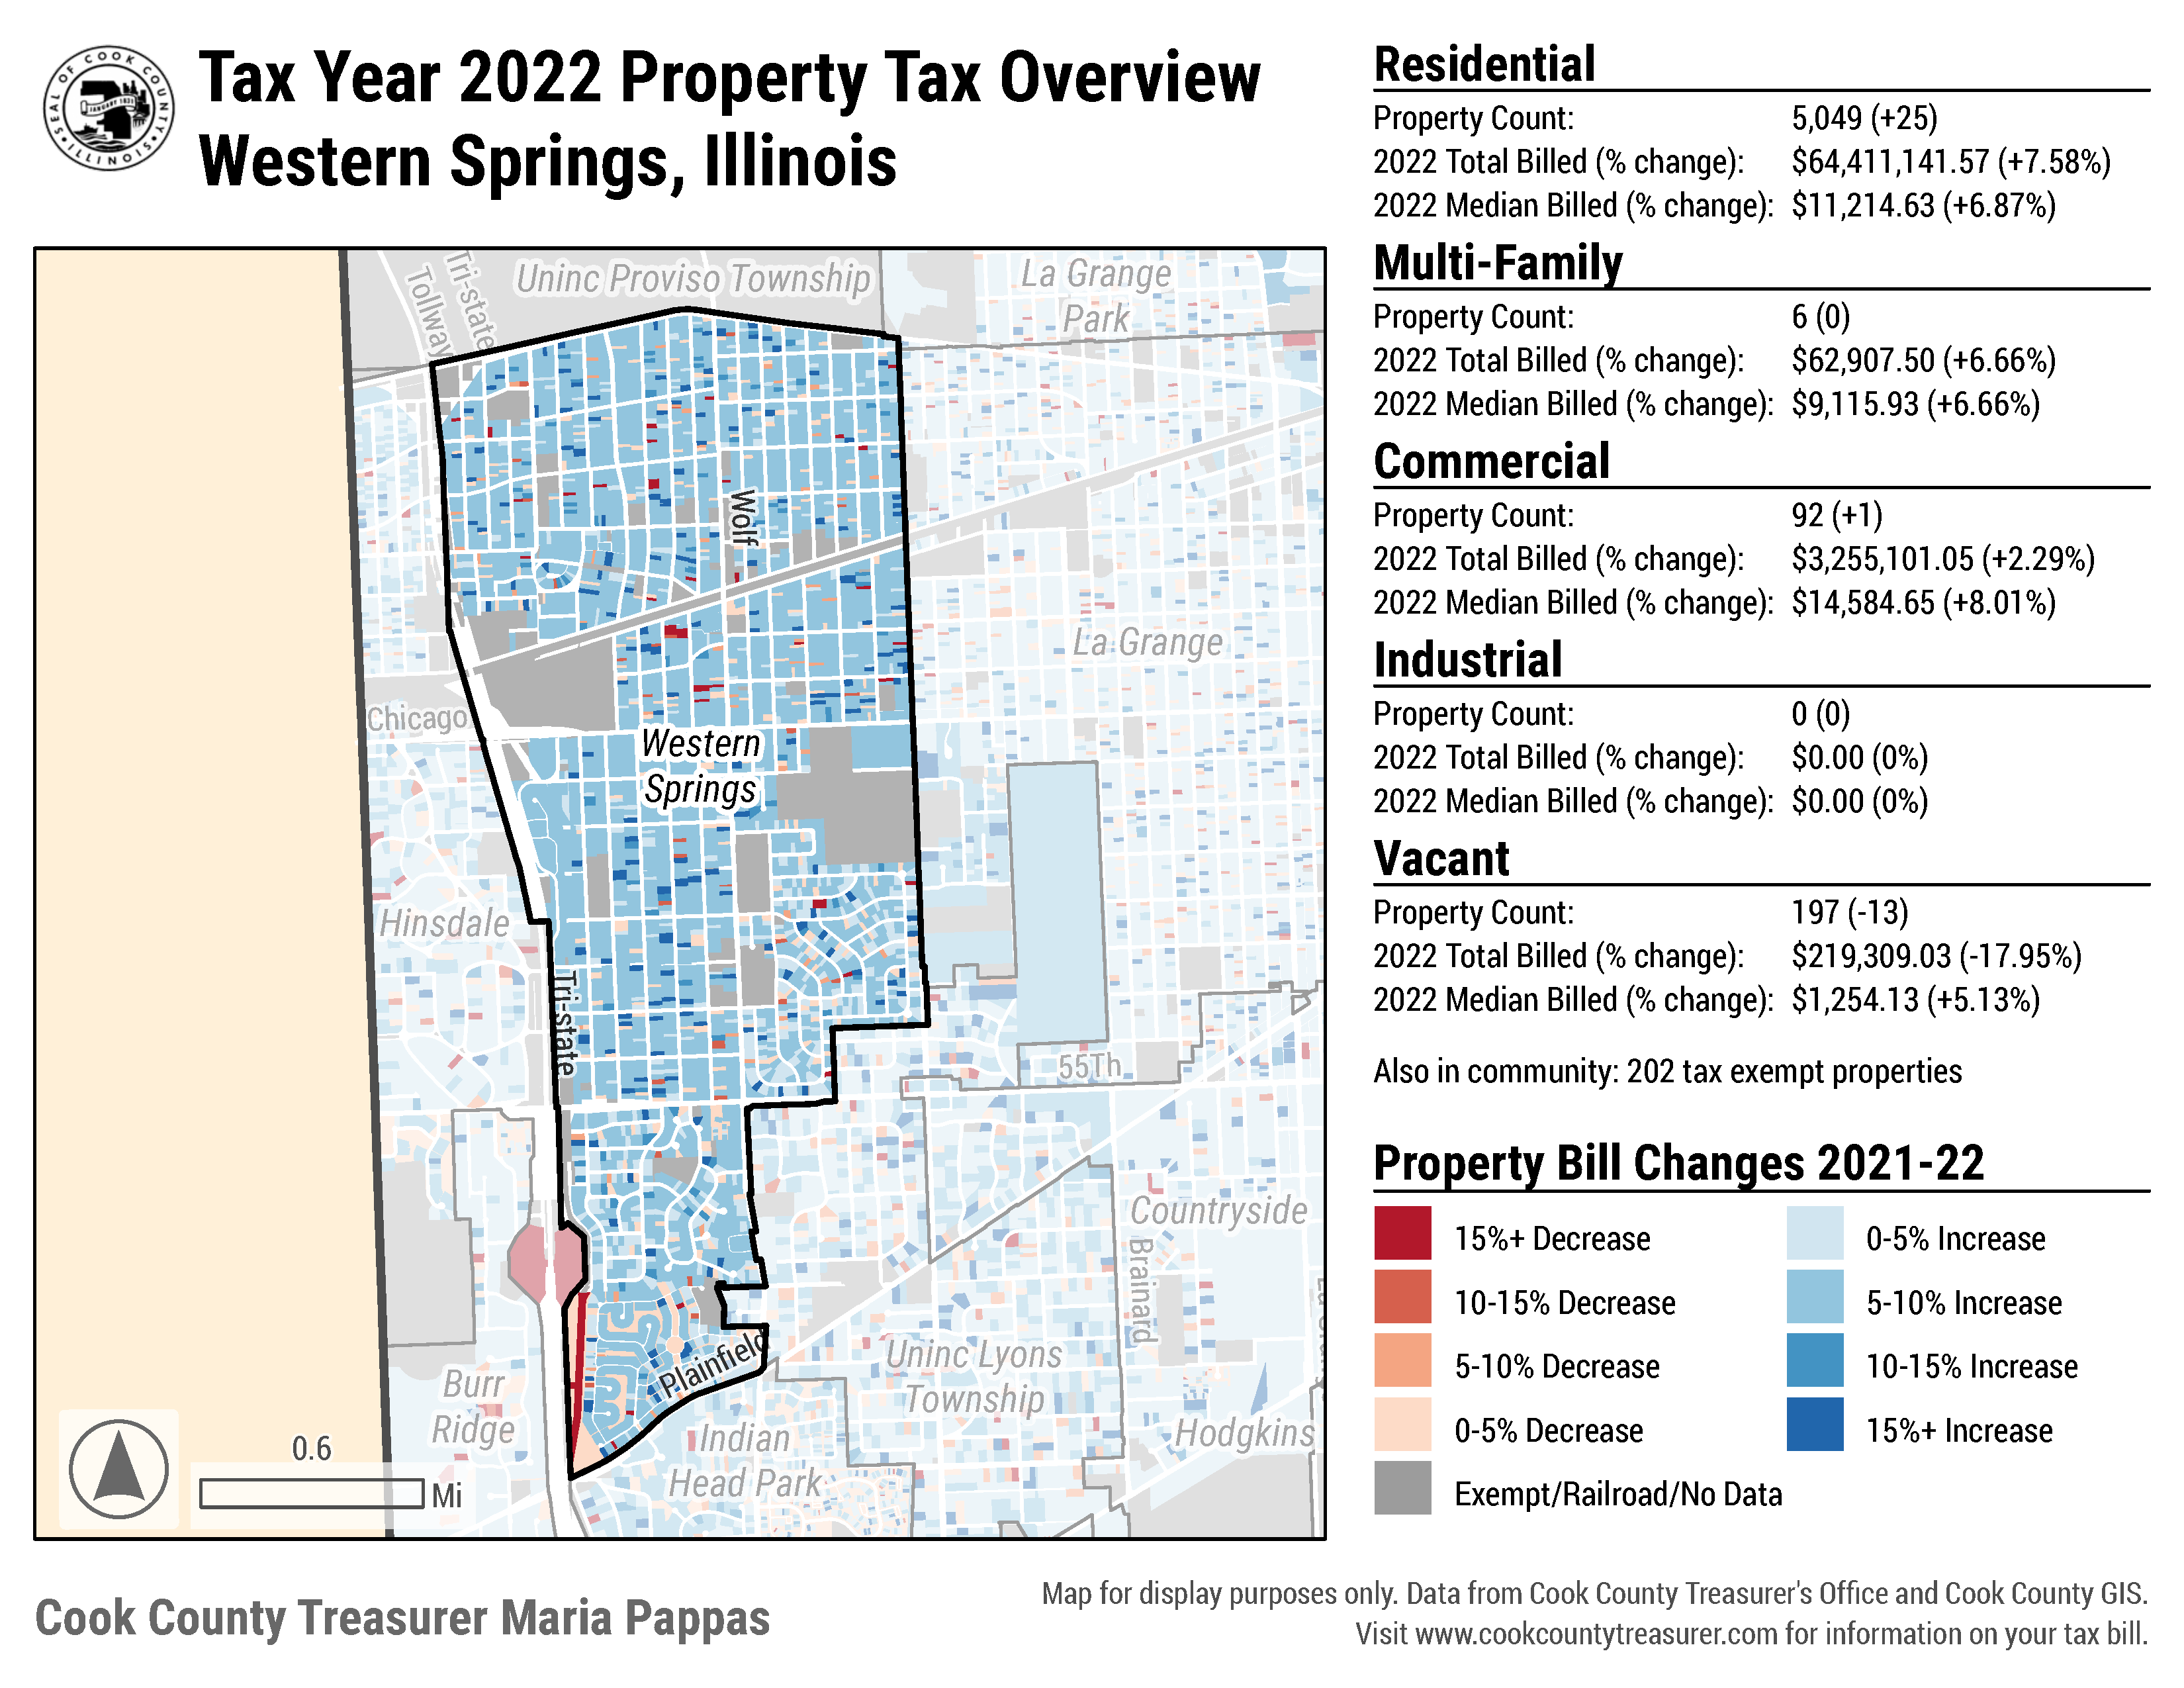 SEAL OF COOK COUNTY
JANUARY 1831
ILLINOIS
Tax Year 2022 Property Tax Overview
Western Springs, Illinois
Residential
Property Count: 5,049 (+25)
2022 Total Billed (% change): $64,411,141.57 (+7.58%)
2022 Median Billed (% change): $11,214.63 (+6.87%)
Multi-Family
Property Count: 6 (0)
2022 Total Billed (% change): $62,907.50 (+6.66%)
2022 Median Billed (% change): $9,115.93 (+6.66%)
Commercial
Property Count: 92 (+1)
2022 Total Billed (% change): $3,255,101.05 (+2.29%)
2022 Median Billed (% change): $14,584.65 (+8.01%)
Industrial
Property Count: 0 (0)
2022 Total Billed (% change): $0.00 (0%)
2022 Median Billed (% change): $0.00 (0%)
Vacant
Property Count: 197 (-13)
2022 Total Billed (% change): $219,309.03 (-17.95%)
2022 Median Billed (% change): $1,254.13 (+5.13%)
Also in community: 202 tax exempt properties
Property Bill Changes 2021-22
15%+ Decrease
10-15% Decrease
5-10% Decrease
0-5% Decrease
Exempt/Railroad/No Data
0-5% Increase
5-10% Increase
10-15% Increase
15%+ Increase
Tri-state
Tollway
Uninc Proviso Township
La Grange
Park
Wolf
La Grange
Chicago
Western
Springs
Hinsdale
Tri-state
55Th
Countryside
Brainard
Plainfield
Uninc Lyons
Township
Burr
Ridge
Indian
Head Park
Hodgkins
0.6
Mi
Cook County Treasurer Maria Pappas
Map for display purposes only. Data from Cook County Treasurer's Office and Cook County GIS.
Visit www.cookcountytreasurer.com for information on your tax bill.